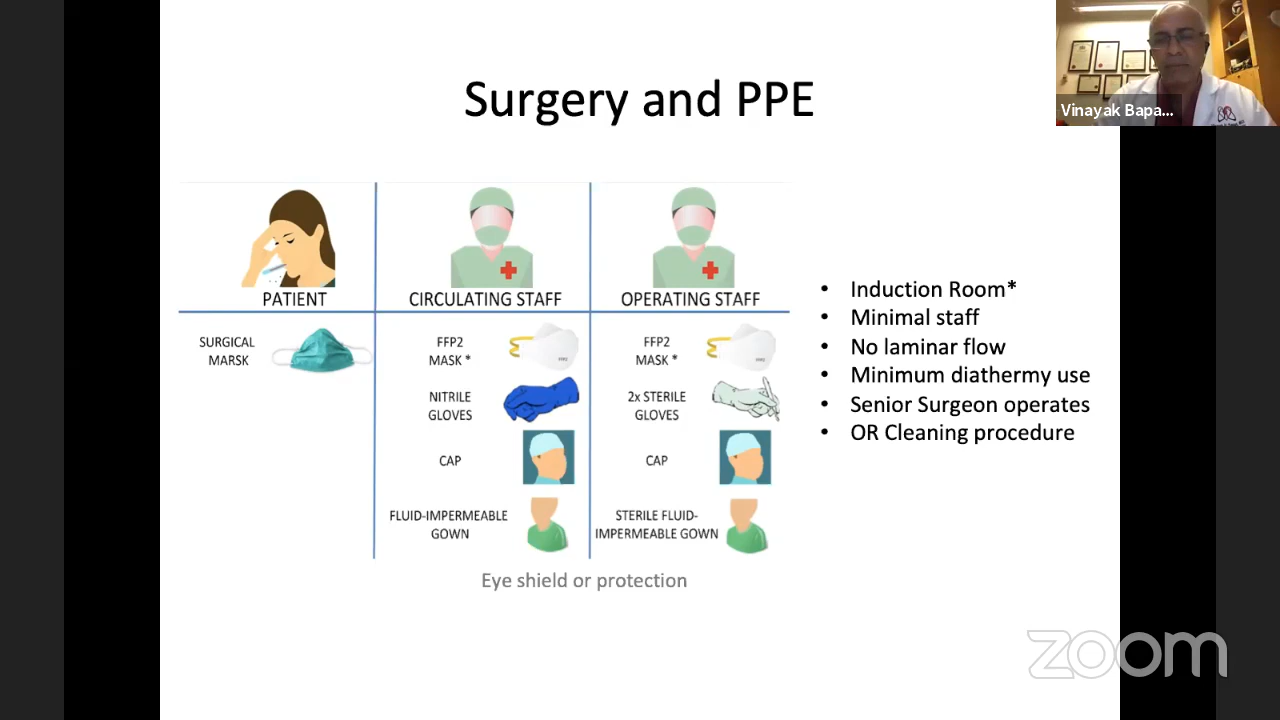 Surgery and PPE
Vinayak Bapa...
PATIENT
CIRCULATING STAFF
OPERATING STAFF
SURGICAL
MARSK
FFP2
MASK *
NITRILE
GLOVES
CAP
FLUID-IMPERMEABLE
GOWN
FFP2
MASK *
2x STERILE
GLOVES
CAP
STERILE FLUID-
IMPERMEABLE GOWN
Eye shield or protection
• Induction Room*
• Minimal staff
• No laminar flow
• Minimum diathermy use
• Senior Surgeon operates
• OR Cleaning procedure
zoom